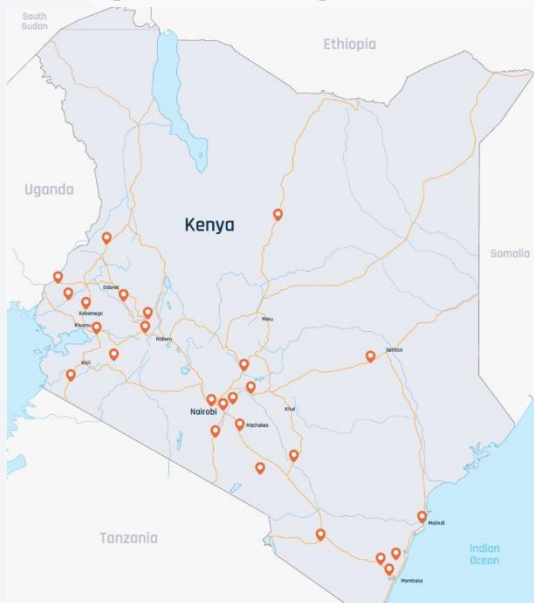 South
Sudan
Ethiopia
Uganda
Kenya
Somalia
Eldoret
Kakamega
Kisumu
Meru
Nakuru
Garissa
Kisii
Nairobi
Kitui
Machakos
Malindi
Tanzania
Indian
Ocean
Mombasa